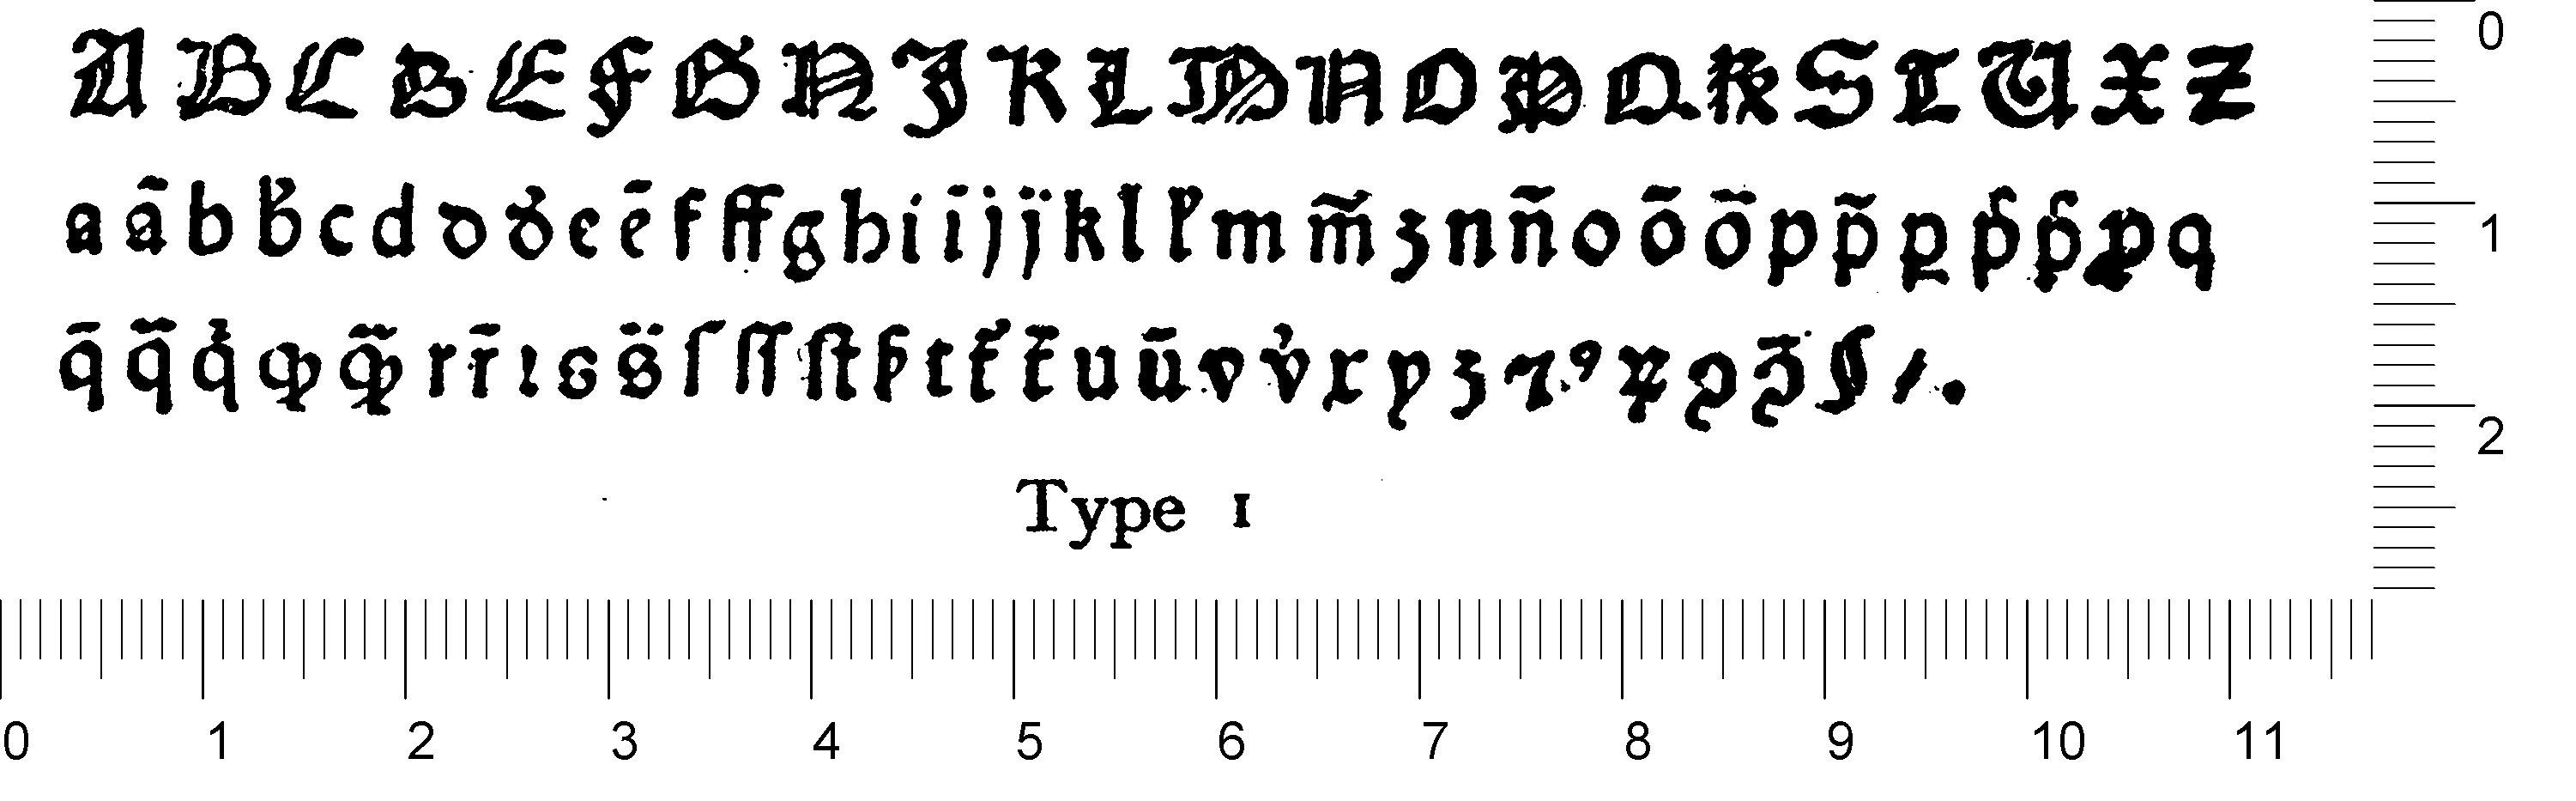 A B C D E F G H J K L M N O P Q R S T U X Z
a ā b b̃ c d ꝺ ꝺ̃ e ē f ff g h i ī j ȷ̈ k l l̕ m m̃ ʒ n ñ o ō õ p p̃ ꝑ p̕ p̕ ꝓ q
q̄ q̃ q̕ ꝙ ꝙ̃ r r̄ ı s s̈ ſ ſſ ſt ꝧ t t̕ t̃ u ū v v̕ x y z ⁊ ꝰ ꝝ ꝯ Ʒ̃ ſ / .
Type 1
0
1
2
0 1 2 3 4 5 6 7 8 9 10 11